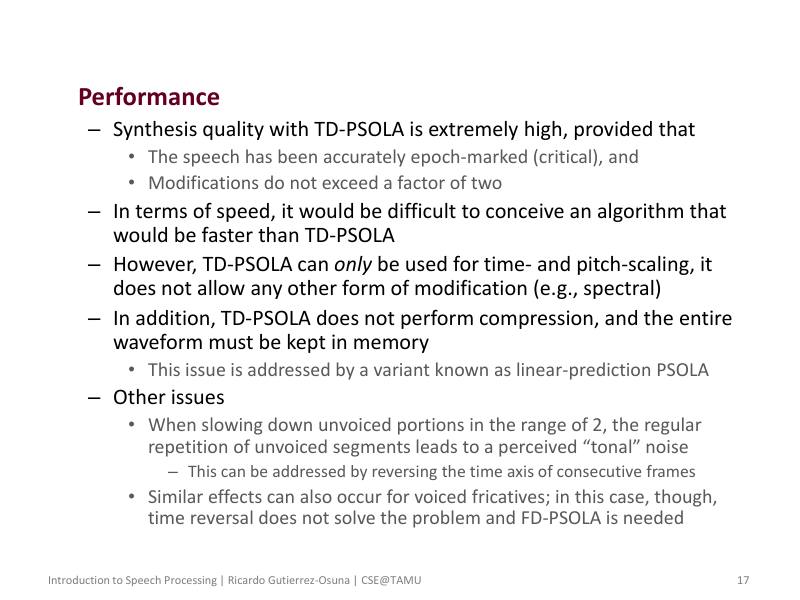 Performance
– Synthesis quality with TD-PSOLA is extremely high, provided that
• The speech has been accurately epoch-marked (critical), and
• Modifications do not exceed a factor of two
– In terms of speed, it would be difficult to conceive an algorithm that
would be faster than TD-PSOLA
– However, TD-PSOLA can only be used for time- and pitch-scaling, it
does not allow any other form of modification (e.g., spectral)
– In addition, TD-PSOLA does not perform compression, and the entire
waveform must be kept in memory
• This issue is addressed by a variant known as linear-prediction PSOLA
– Other issues
• When slowing down unvoiced portions in the range of 2, the regular
repetition of unvoiced segments leads to a perceived “tonal” noise
– This can be addressed by reversing the time axis of consecutive frames
• Similar effects can also occur for voiced fricatives; in this case, though,
time reversal does not solve the problem and FD-PSOLA is needed
Introduction to Speech Processing | Ricardo Gutierrez-Osuna | CSE@TAMU 17